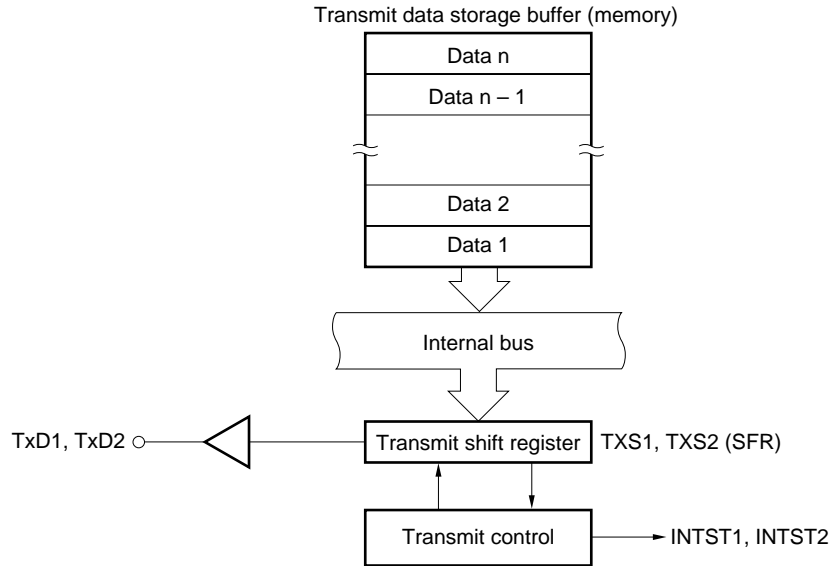 Transmit data storage buffer (memory)
Data n
Data n – 1
Data 2
Data 1
Internal bus
TxD1, TxD2
Transmit shift register
TXS1, TXS2 (SFR)
Transmit control
INTST1, INTST2